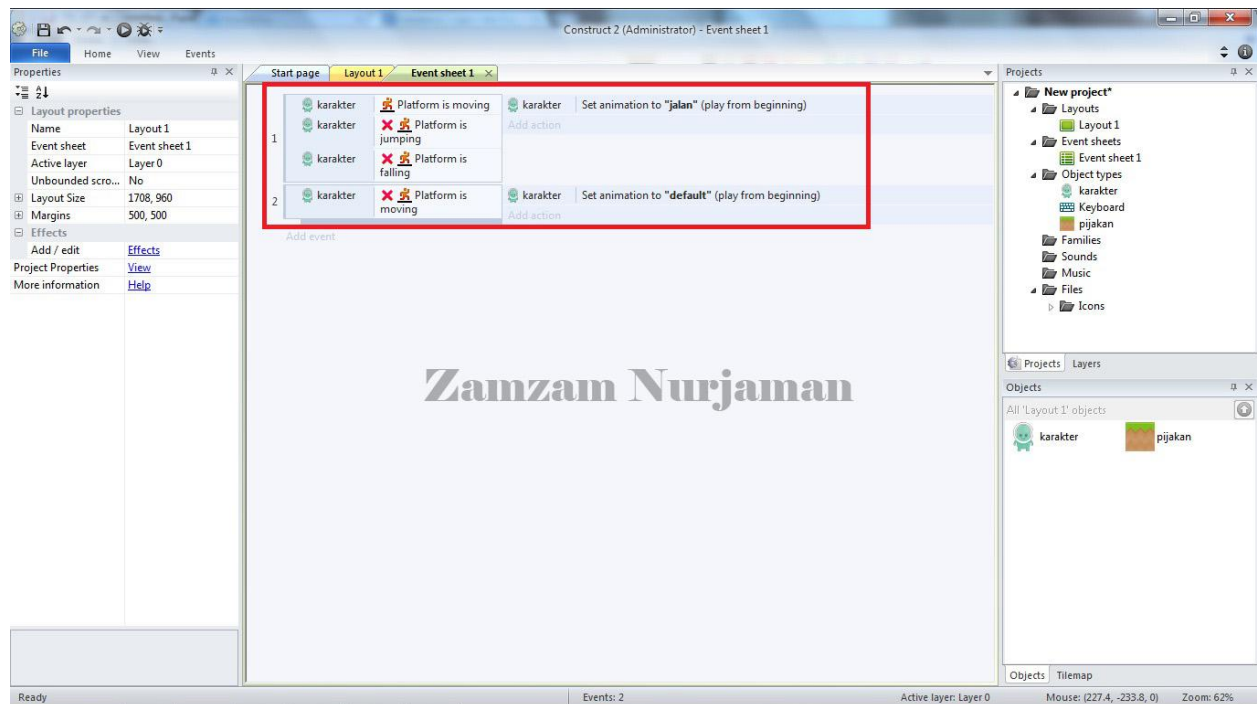 Construct 2 (Administrator) - Event sheet 1
File Home View Events
Properties
Layout properties
Name Layout 1
Event sheet Event sheet 1
Active layer Layer 0
Unbounded scro... No
Layout Size 1708, 960
Margins 500, 500
Effects
Add / edit Effects
Project Properties View
More information Help
Start page Layout 1 Event sheet 1
1
karakter Platform is moving karakter Set animation to "jalan" (play from beginning)
karakter Platform is jumping Add action
karakter Platform is falling
2
karakter Platform is moving karakter Set animation to "default" (play from beginning)
Add action
Add event
Zamzam Nurjaman
Projects
New project*
Layouts
Layout 1
Event sheets
Event sheet 1
Object types
karakter
Keyboard
pijakan
Families
Sounds
Music
Files
Icons
Projects Layers
Objects
All 'Layout 1' objects
karakter pijakan
Objects Tilemap
Ready Events: 2 Active layer: Layer 0 Mouse: (227.4, -233.8, 0) Zoom: 62%